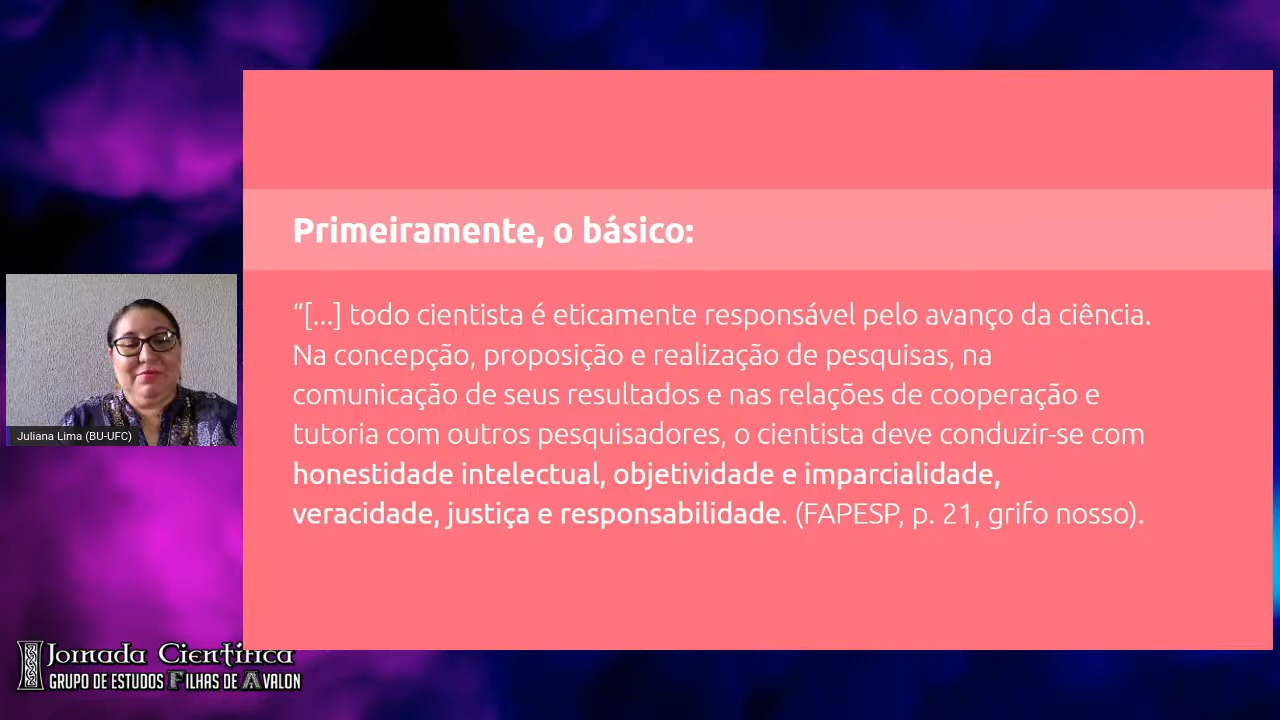 Primeiramente, o básico:
“[...] todo cientista é eticamente responsável pelo avanço da ciência.
Na concepção, proposição e realização de pesquisas, na
comunicação de seus resultados e nas relações de cooperação e
tutoria com outros pesquisadores, o cientista deve conduzir-se com
honestidade intelectual, objetividade e imparcialidade,
veracidade, justiça e responsabilidade. (FAPESP, p. 21, grifo nosso).
Juliana Lima (BU-UFC)
I Jornada Científica
GRUPO DE ESTUDOS FILHAS DE AVALON